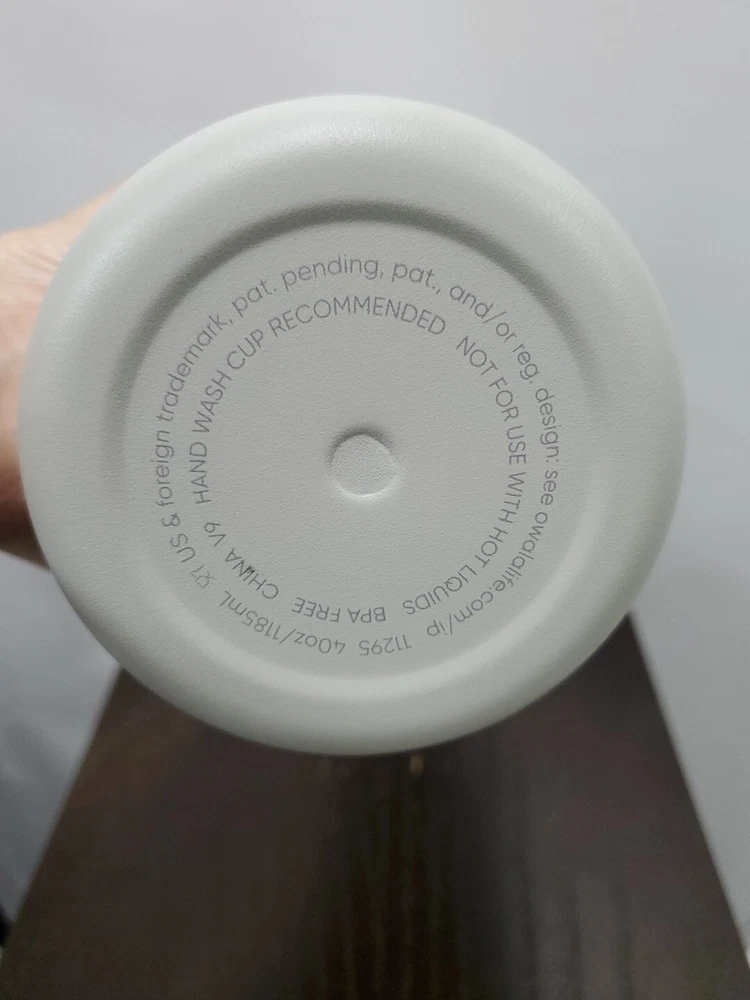 US & foreign trademark, pat. pending, pat., and/or reg. design: see owalalife.com/ip 11295 40oz/1185mL
HAND WASH CUP RECOMMENDED NOT FOR USE WITH HOT LIQUIDS BPA FREE CHINA V9